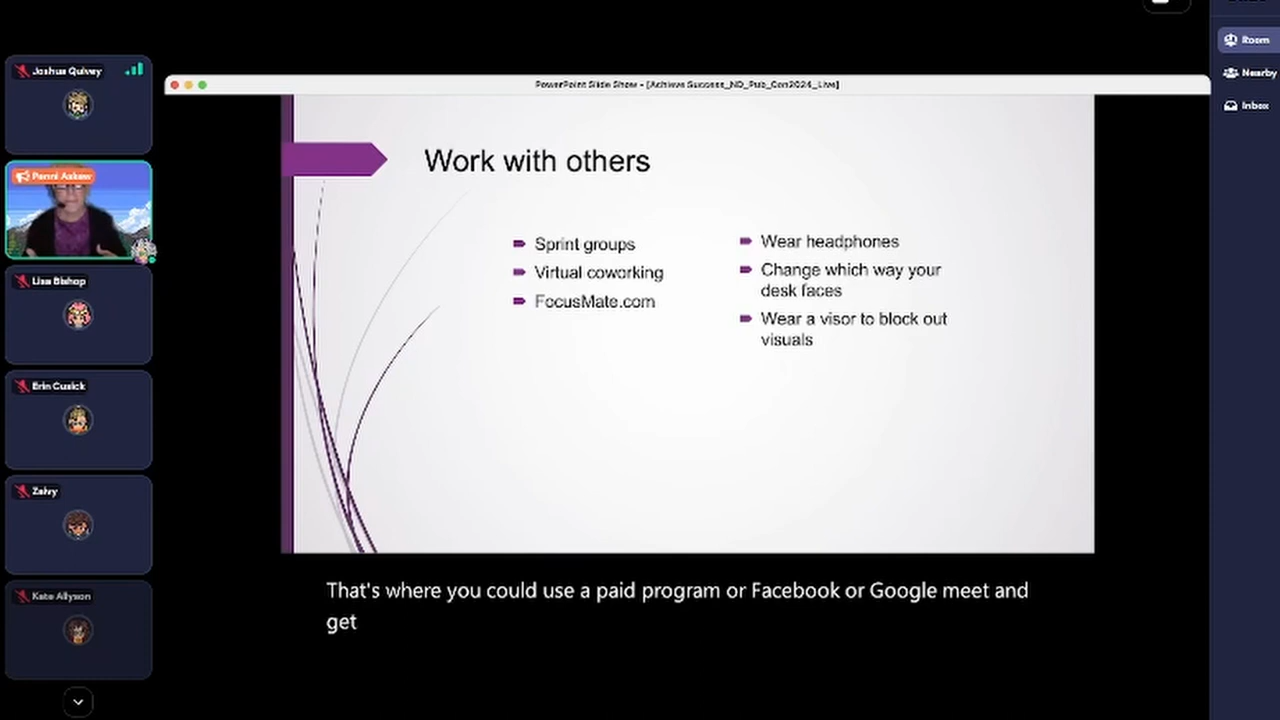 Room
Joshua Quivey
Nearby
PowerPoint Slide Show - [Achieve Success_ND_Pub_Con2024_Live]
Inbox
Work with others
Penni Askew
Sprint groups
Virtual coworking
FocusMate.com
Wear headphones
Change which way your
desk faces
Wear a visor to block out
visuals
Lisa Bishop
Erin Cusick
Zalvy
Kate Allyson
That's where you could use a paid program or Facebook or Google meet and
get